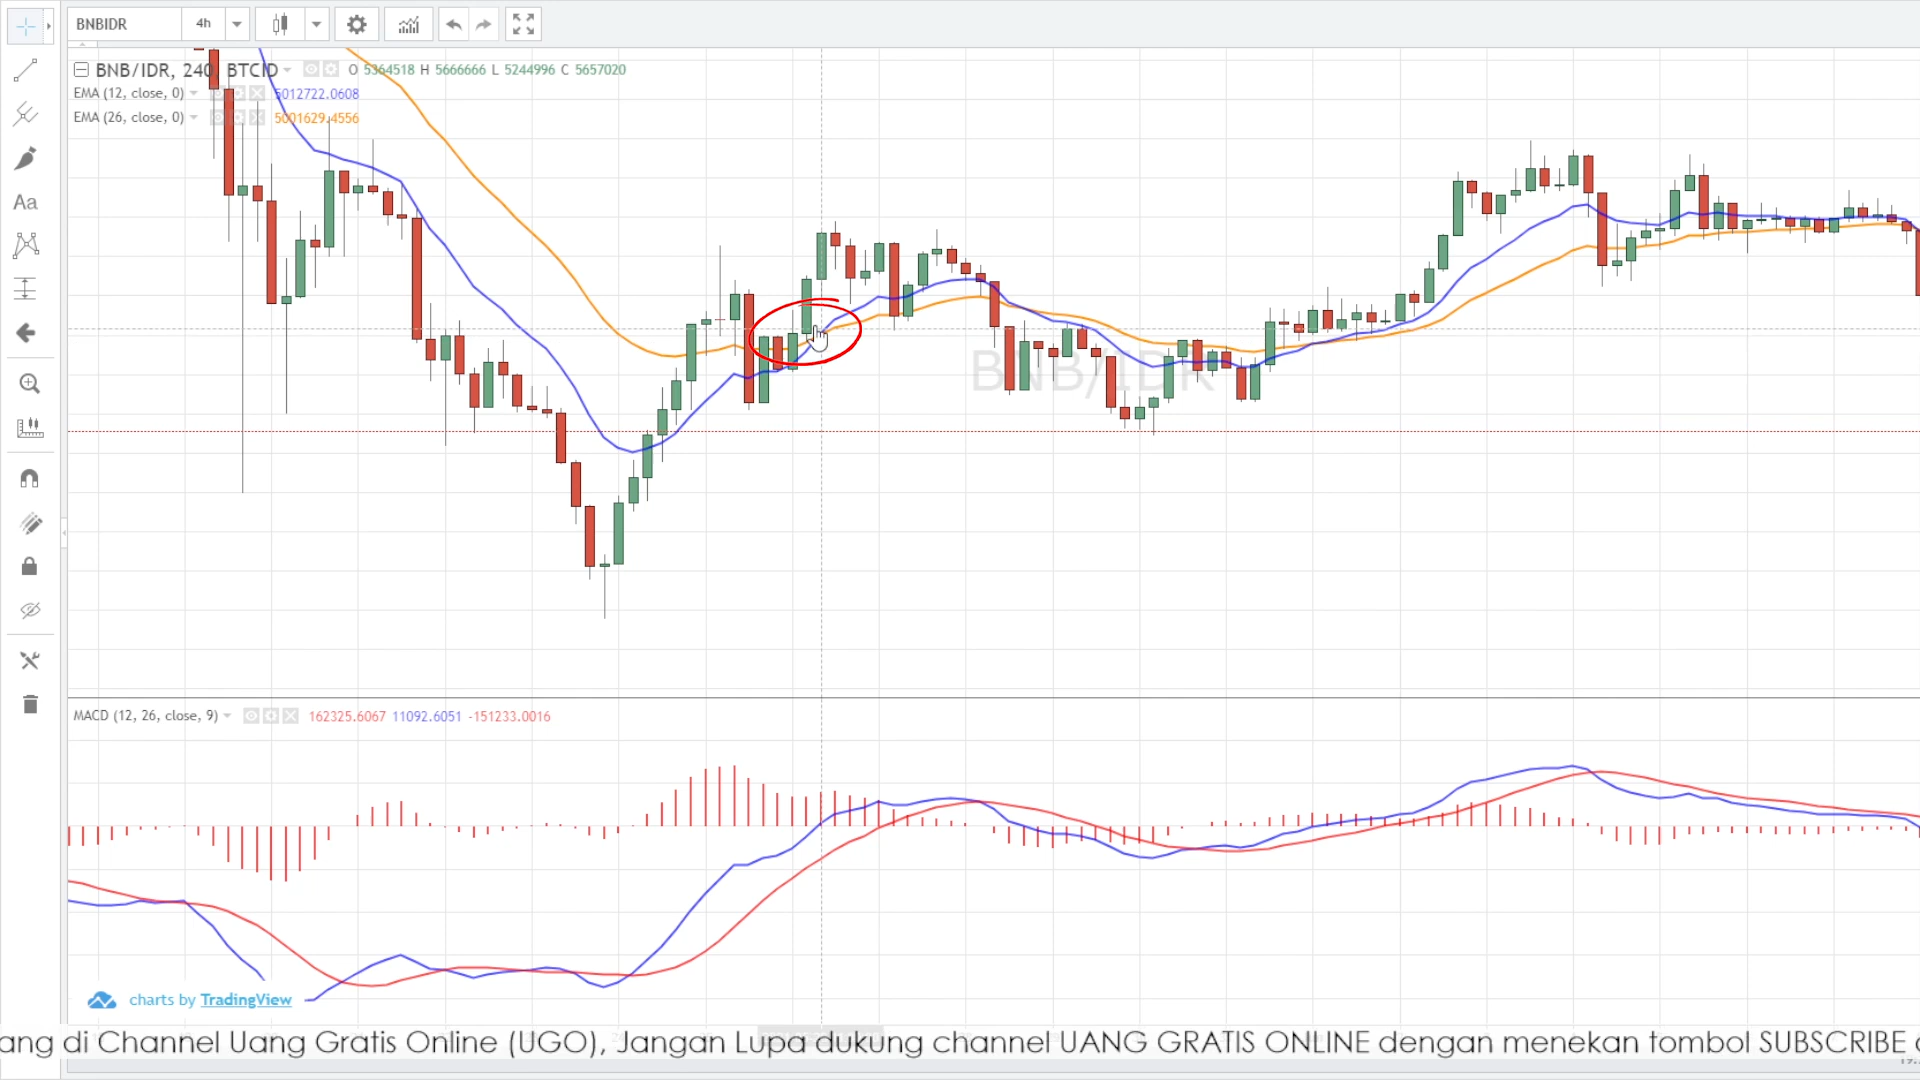 BNBIDR 4h
BNB/IDR, 240, BTCID O 5364518 H 5666666 L 5244996 C 5657020
EMA (12, close, 0) 5012722.0608
EMA (26, close, 0) 5001629.4556
Aa
BNB/IDR
MACD (12, 26, close, 9) 162325.6067 11092.6051 -151233.0016
charts by TradingView
ang di Channel Uang Gratis Online (UGO), Jangan Lupa dukung channel UANG GRATIS ONLINE dengan menekan tombol SUBSCRIBE